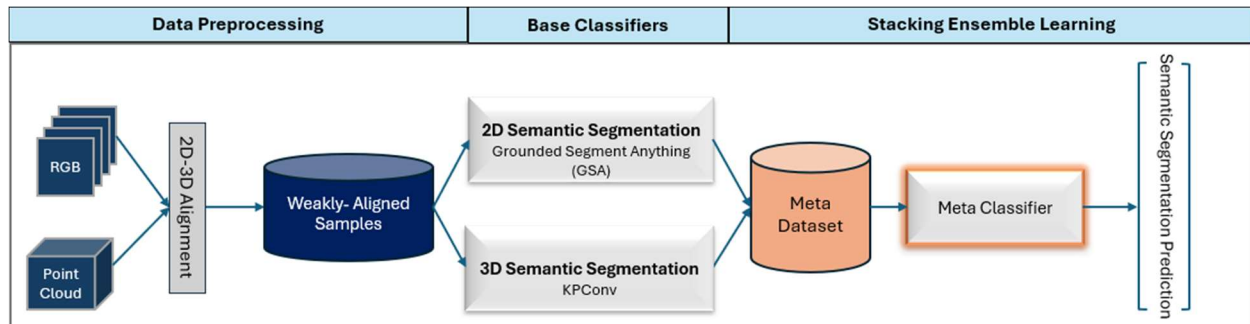 Data Preprocessing
Base Classifiers
Stacking Ensemble Learning
RGB
Point
Cloud
2D-3D Alignment
Weakly- Aligned
Samples
2D Semantic Segmentation
Grounded Segment Anything
(GSA)
3D Semantic Segmentation
KPConv
Meta
Dataset
Meta Classifier
Semantic Segmentation Prediction